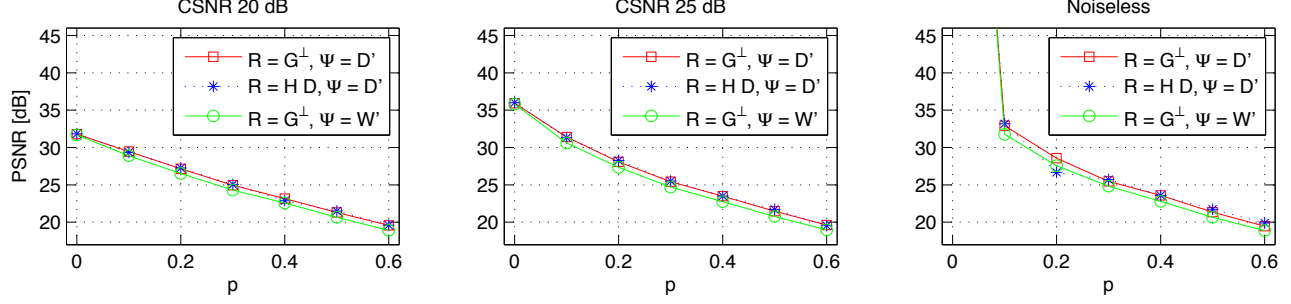 CSNR 20 dB
PSNR [dB]
45
40
35
30
25
20
R = G⊥, Ψ = D'
R = H D, Ψ = D'
R = G⊥, Ψ = W'
0
0.2
0.4
0.6
p
CSNR 25 dB
45
40
35
30
25
20
R = G⊥, Ψ = D'
R = H D, Ψ = D'
R = G⊥, Ψ = W'
0
0.2
0.4
0.6
p
Noiseless
45
40
35
30
25
20
R = G⊥, Ψ = D'
R = H D, Ψ = D'
R = G⊥, Ψ = W'
0
0.2
0.4
0.6
p